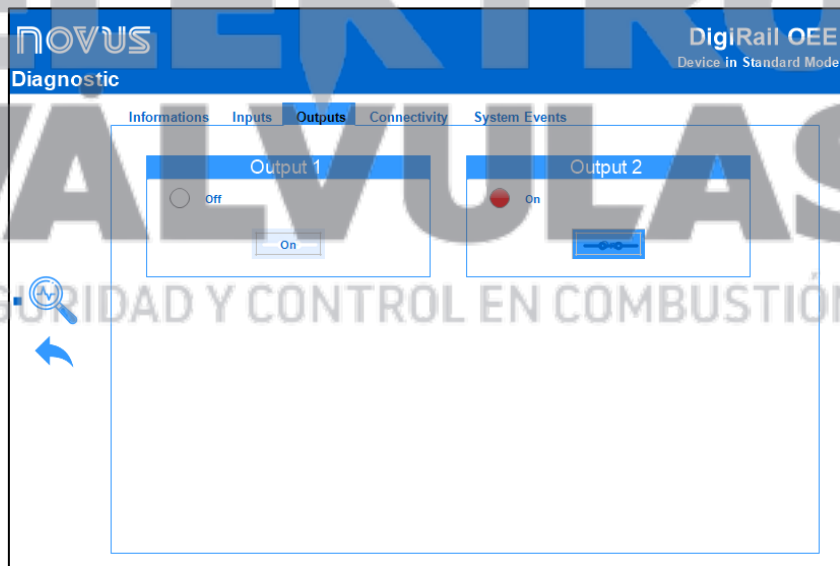 ELEKTRO
VÁLVULAS
SEGURIDAD Y CONTROL EN COMBUSTIÓN
novus
DigiRail OEE
Device in Standard Mode
Diagnostic
Informations Inputs Outputs Connectivity System Events
Output 1 Output 2
Off On
On